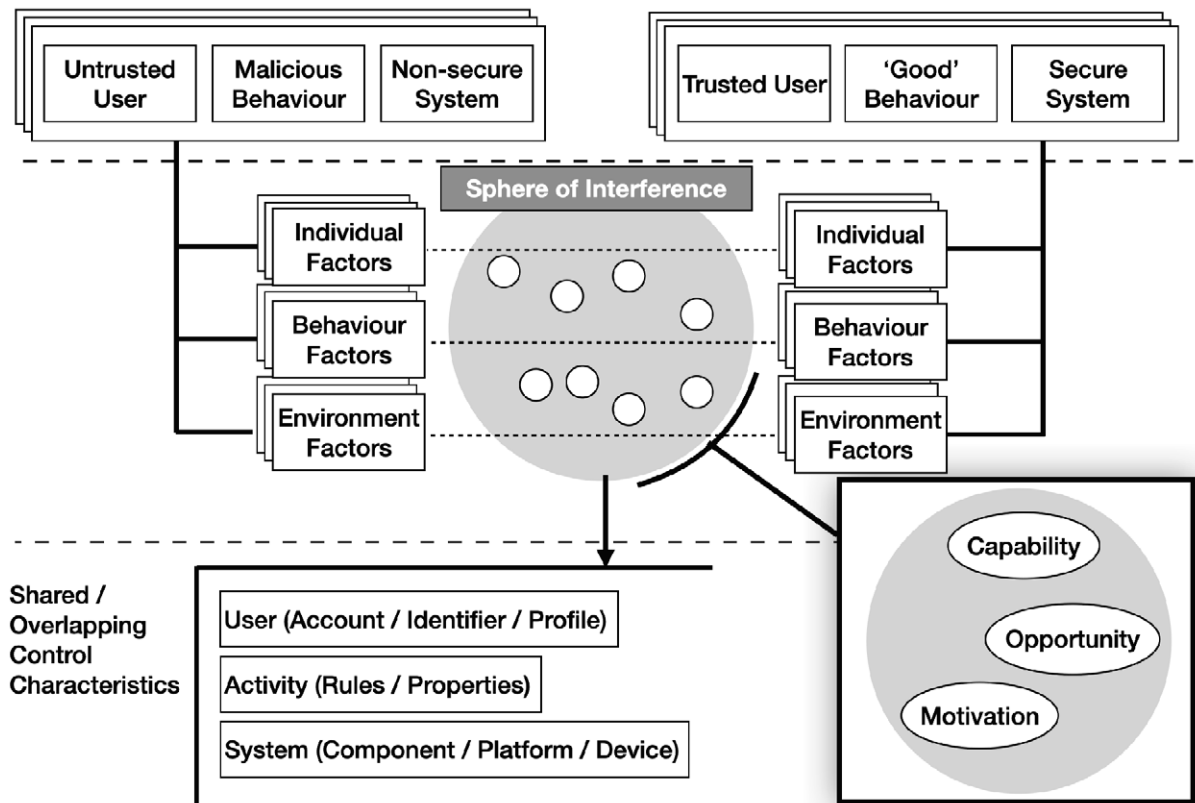 Untrusted
User
Malicious
Behaviour
Non-secure
System
Trusted User
‘Good’
Behaviour
Secure
System
Sphere of Interference
Individual
Factors
Behaviour
Factors
Environment
Factors
Individual
Factors
Behaviour
Factors
Environment
Factors
Shared /
Overlapping
Control
Characteristics
User (Account / Identifier / Profile)
Activity (Rules / Properties)
System (Component / Platform / Device)
Capability
Opportunity
Motivation